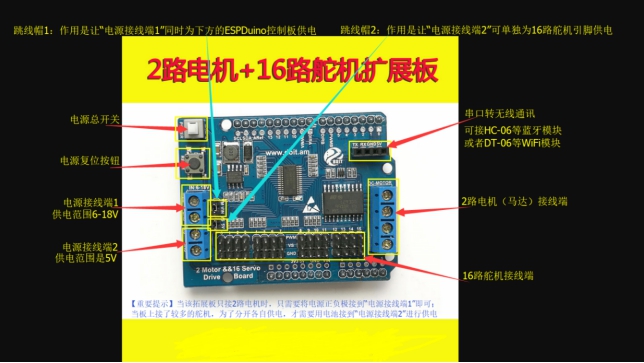 跳线帽1：作用是让“电源接线端1”同时为下方的ESPDuino控制板供电
跳线帽2：作用是让“电源接线端2”可单独为16路舵机引脚供电
2路电机+16路舵机扩展板
电源总开关
电源复位按钮
电源接线端1
供电范围6-18V
电源接线端2
供电范围是5V
串口转无线通讯
可接HC-06等蓝牙模块
或者DT-06等WiFi模块
2路电机（马达）接线端
16路舵机接线端
www.doit.am
DC-MOTOR
PWM
GND
2 Motor &&16 Servo
Drive Board
【重要提示】当该拓展板只接2路电机时，只需要将电源正负极接到“电源接线端1”即可；
当板上接了较多的舵机，为了分开各自供电，才需要用电池接到“电源接线端2”进行供电